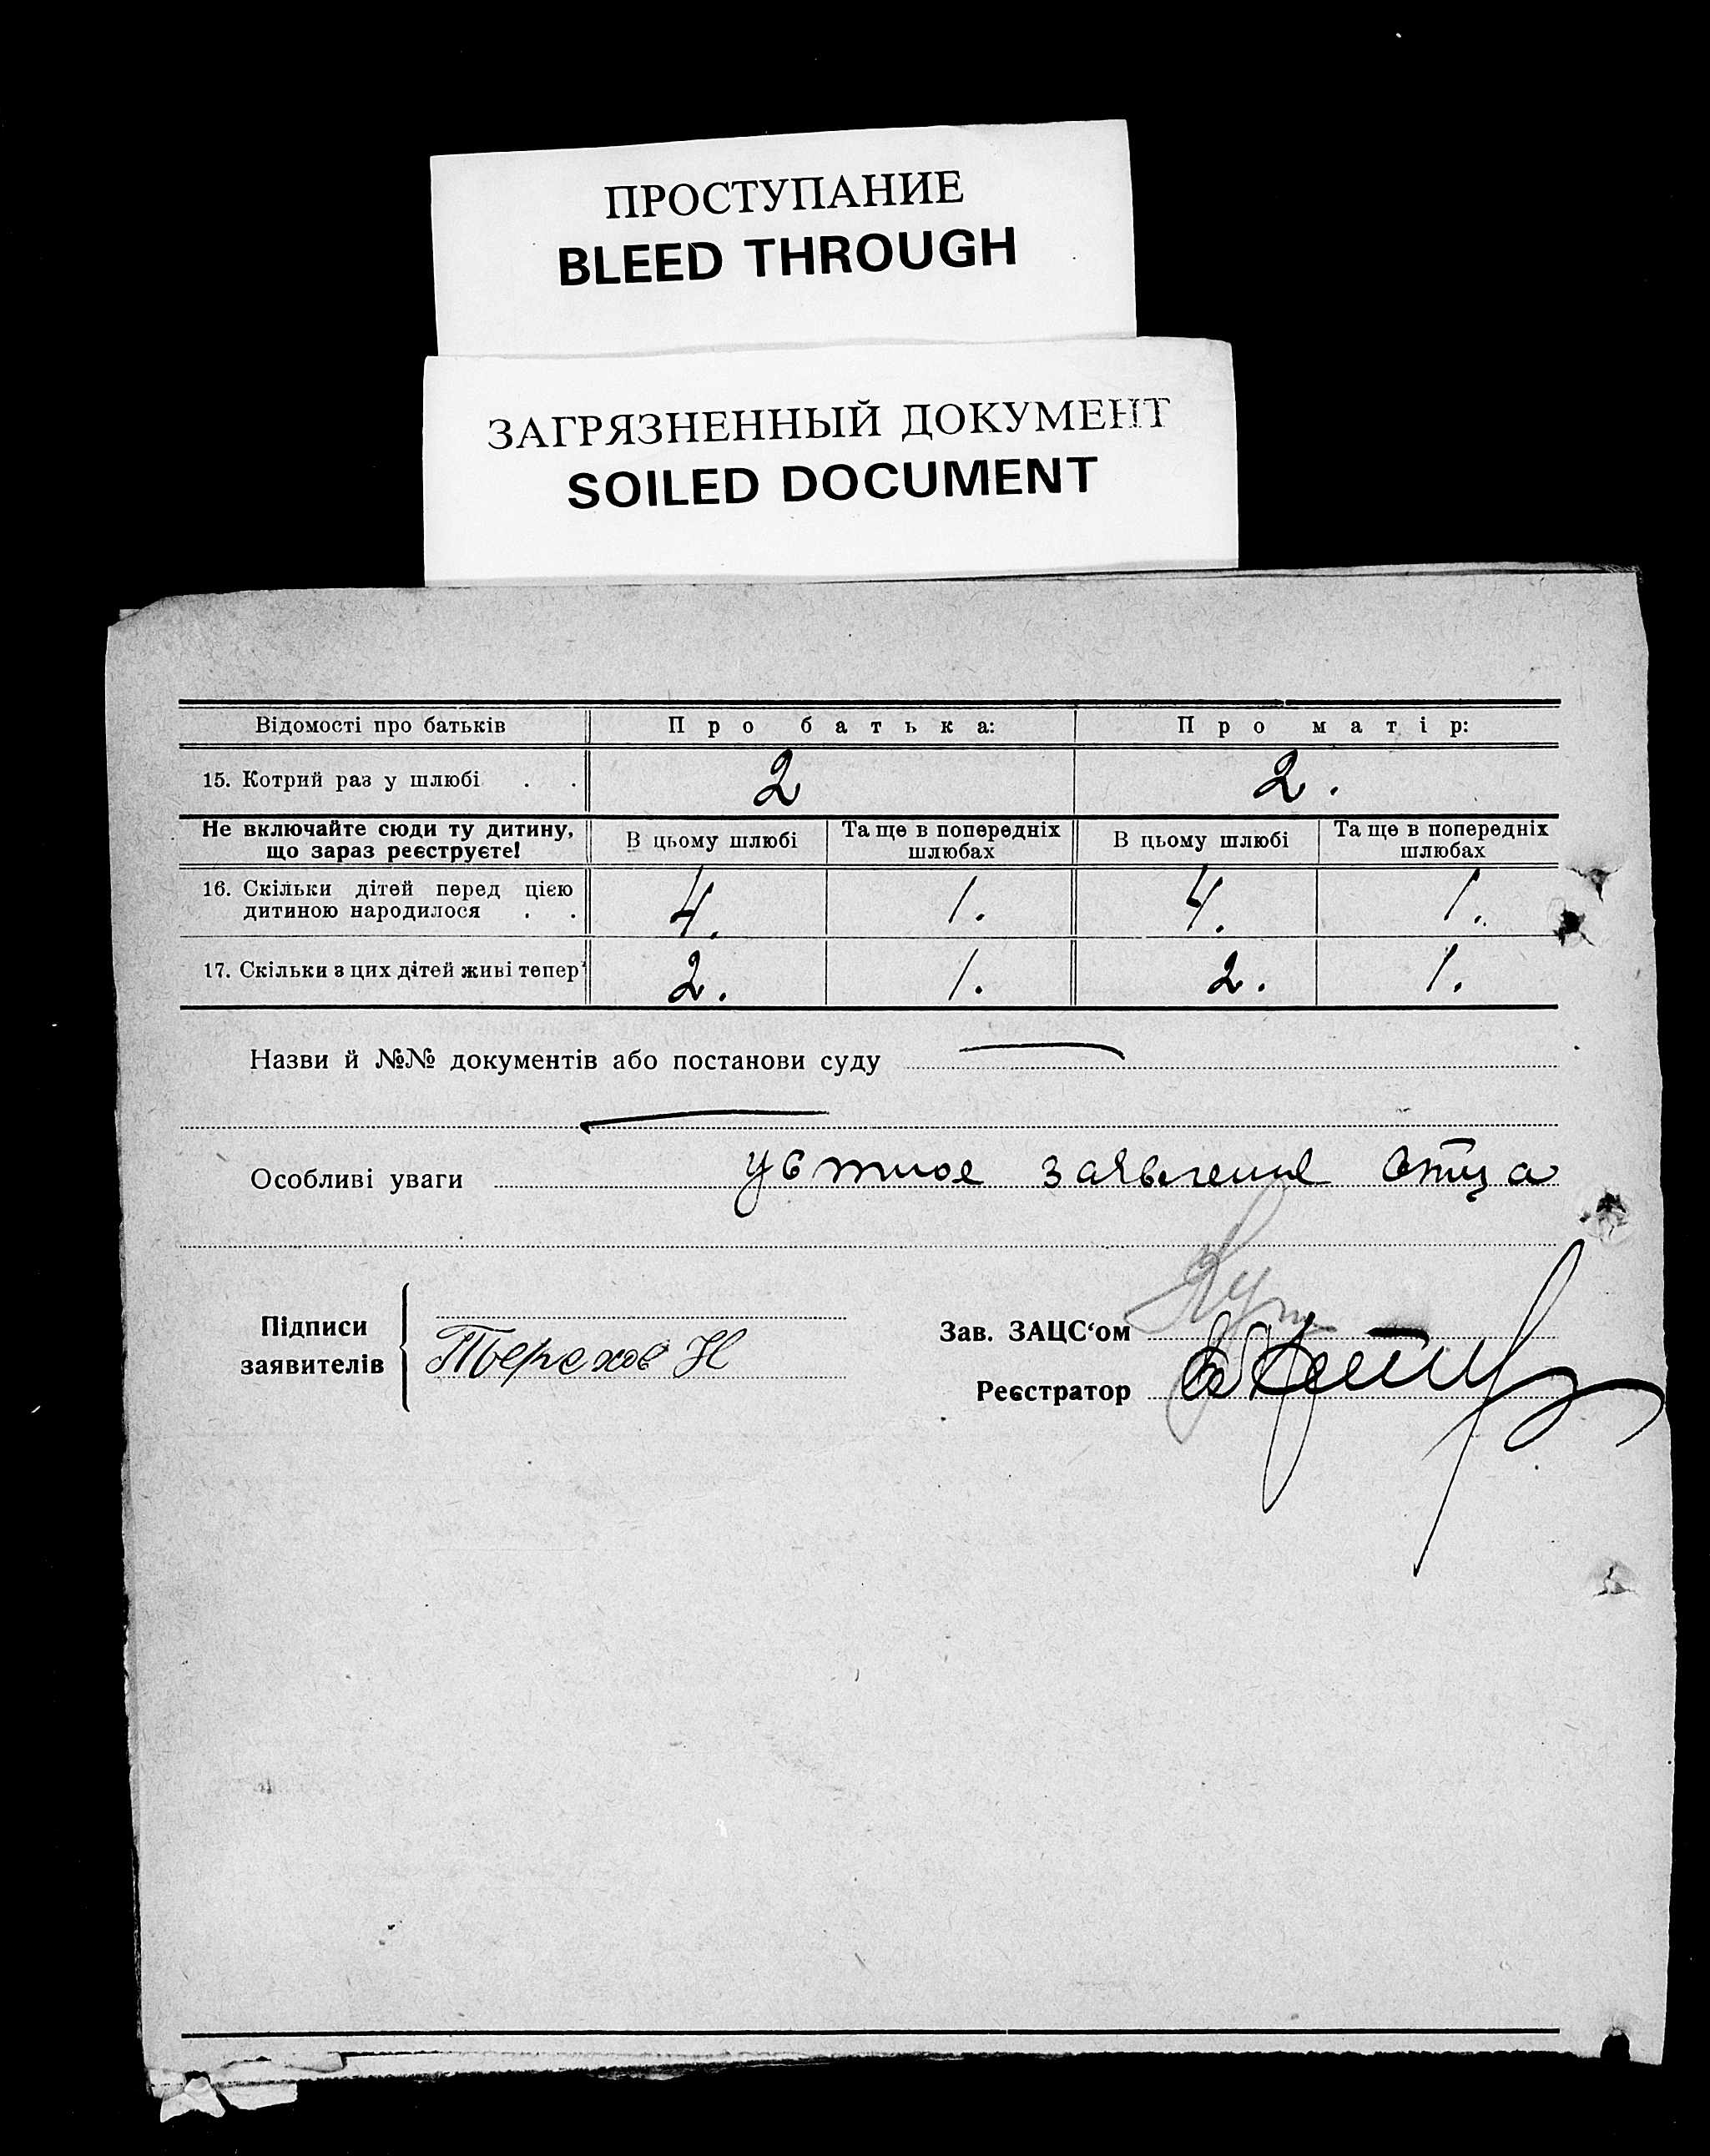 ПРОСТУПАНИЕ
BLEED THROUGH
ЗАГРЯЗНЕННЫЙ ДОКУМЕНТ
SOILED DOCUMENT
Відомості про батьків Про батька: Про матір:
15. Котрий раз у шлюбі . . 2 2.
Не включайте сюди ту дитину, що зараз реєструєте! В цьому шлюбі Та ще в попередніх шлюбах В цьому шлюбі Та ще в попередніх шлюбах
16. Скільки дітей перед цією
дитиною народилося . . 4. 1. 4. 1.
17. Скільки з цих дітей живі тепер 2. 1. 2. 1.
Назви й №№ документів або постанови суду
Особливі уваги устное заявление отца
Підписи
заявителів
Терехов Н
Зав. ЗАЦС‘ом
Реєстратор